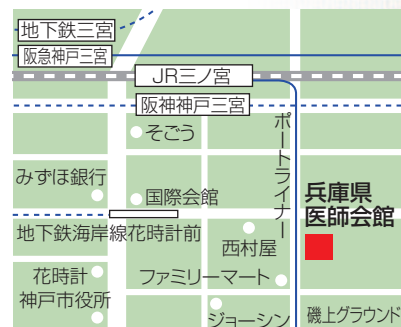 地下鉄三宮
阪急神戸三宮
JR三ノ宮
阪神神戸三宮
そごう
ポートライナー
みずほ銀行
国際会館
兵庫県
医師会館
地下鉄海岸線花時計前
西村屋
花時計
ファミリーマート
神戸市役所
ジョーシン
磯上グラウンド